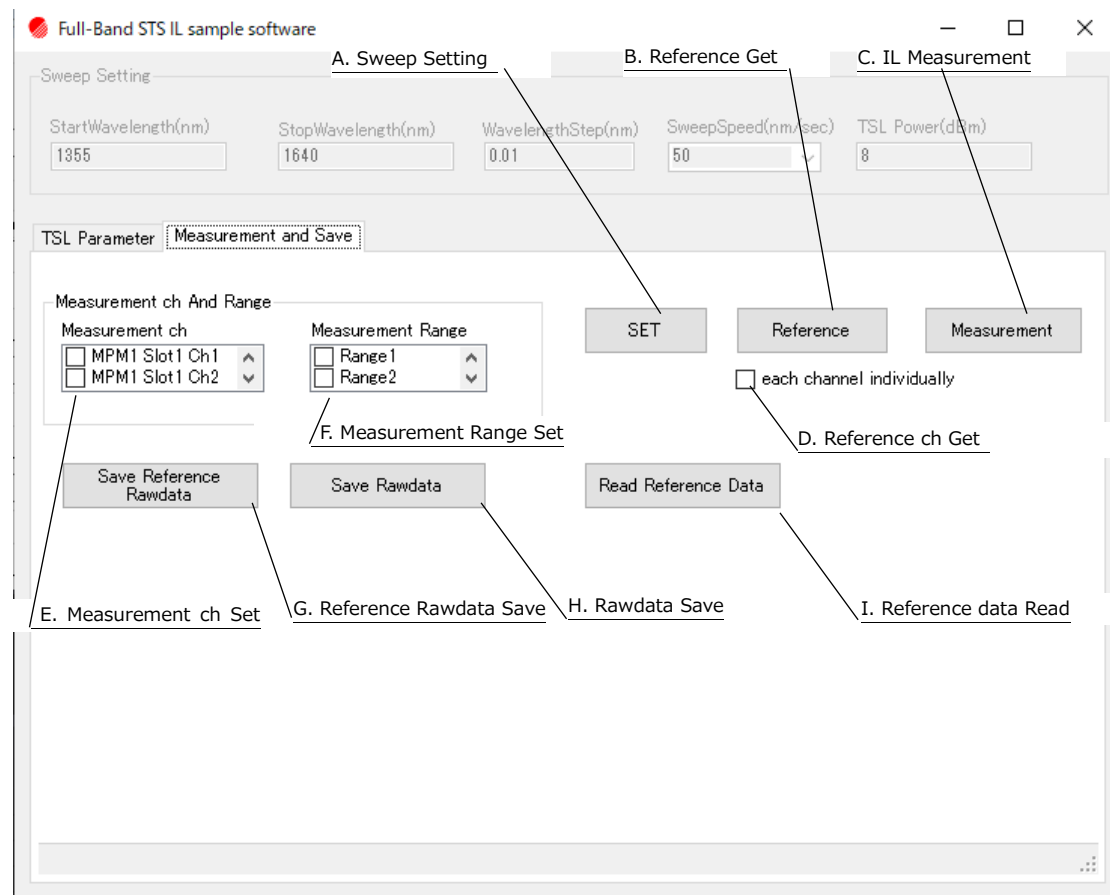 Full-Band STS IL sample software
A. Sweep Setting
B. Reference Get
C. IL Measurement
Sweep Setting
StartWavelength(nm)
StopWavelength(nm)
WavelengthStep(nm)
SweepSpeed(nm/sec)
TSL Power(dBm)
1355
1640
0.01
50
8
TSL Parameter
Measurement and Save
Measurement ch And Range
Measurement ch
Measurement Range
MPM1 Slot1 Ch1
MPM1 Slot1 Ch2
Range1
Range2
SET
Reference
Measurement
each channel individually
F. Measurement Range Set
D. Reference ch Get
Save Reference
Rawdata
Save Rawdata
Read Reference Data
E. Measurement ch Set
G. Reference Rawdata Save
H. Rawdata Save
I. Reference data Read